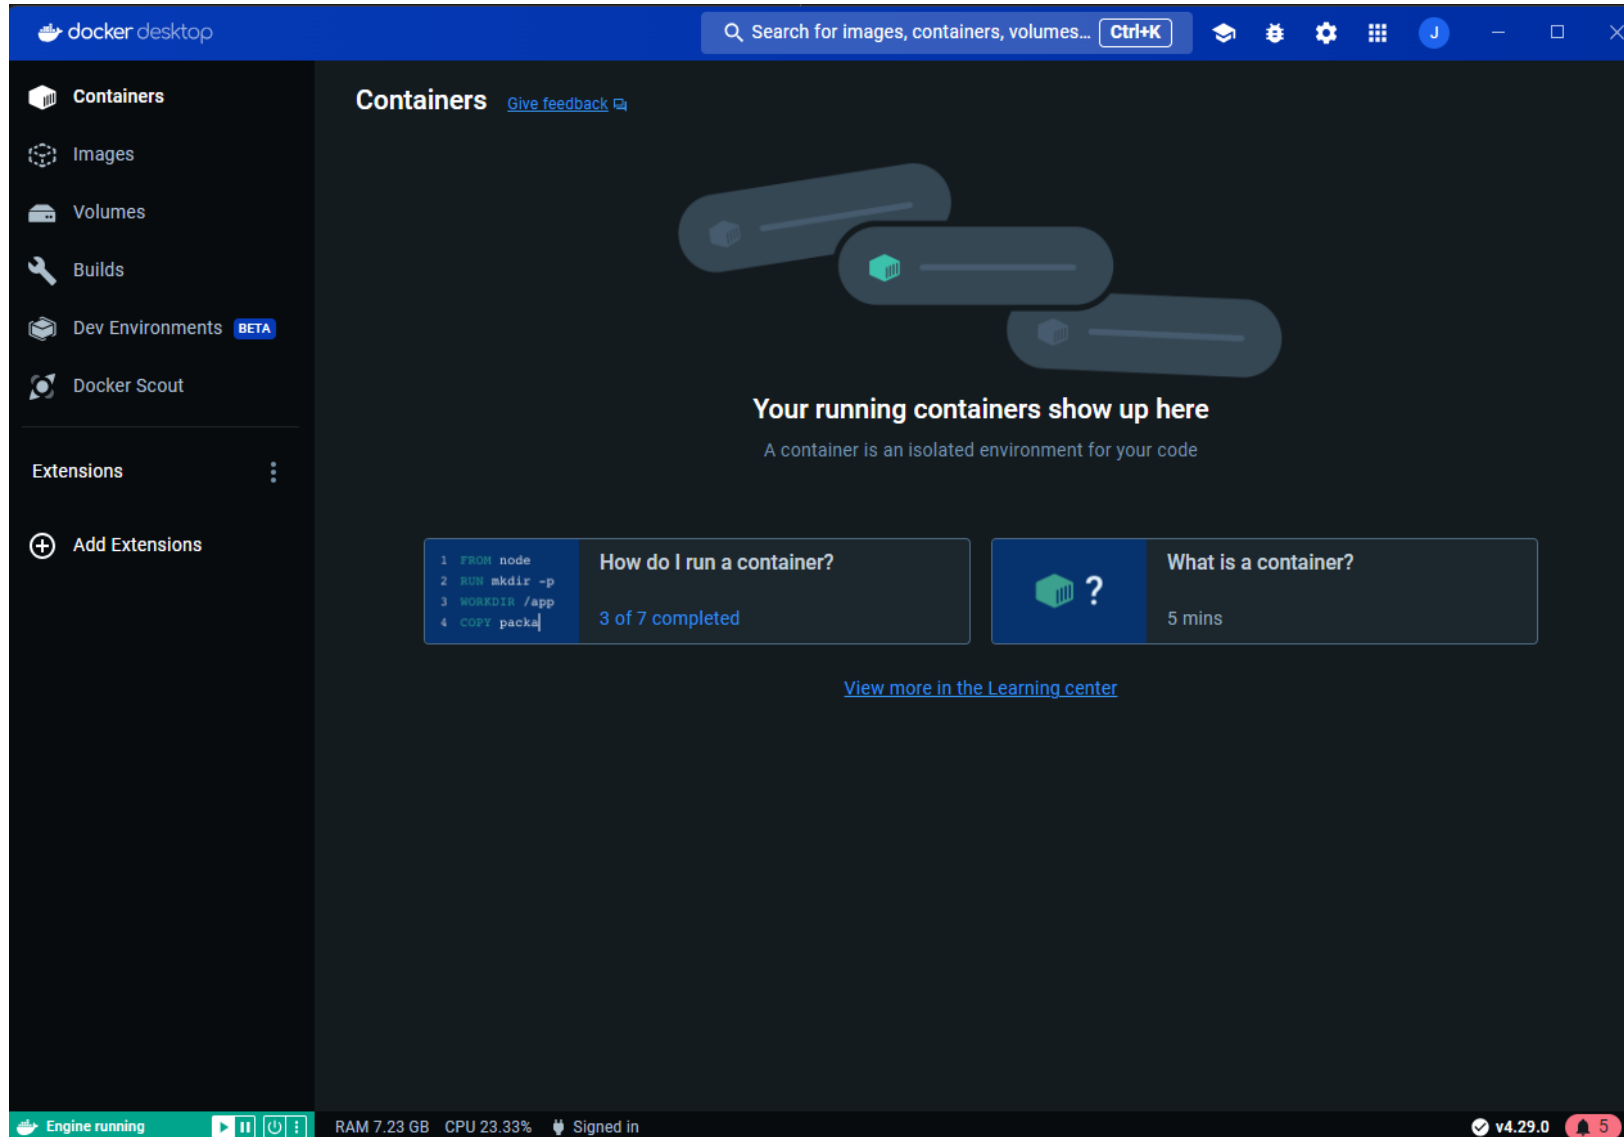 docker desktop
Search for images, containers, volumes... Ctrl+K
J
Containers
Images
Volumes
Builds
Dev Environments BETA
Docker Scout
Extensions
Add Extensions
Containers Give feedback
Your running containers show up here
A container is an isolated environment for your code
1 FROM node
2 RUN mkdir -p
3 WORKDIR /app
4 COPY packa
How do I run a container?
3 of 7 completed
?
What is a container?
5 mins
View more in the Learning center
Engine running
RAM 7.23 GB CPU 23.33% Signed in
v4.29.0
5